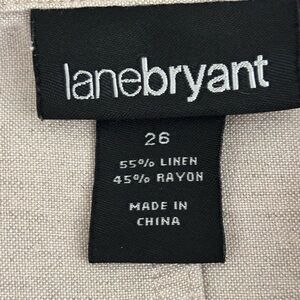 lanebryant
26
55% LINEN
45% RAYON
MADE IN
CHINA